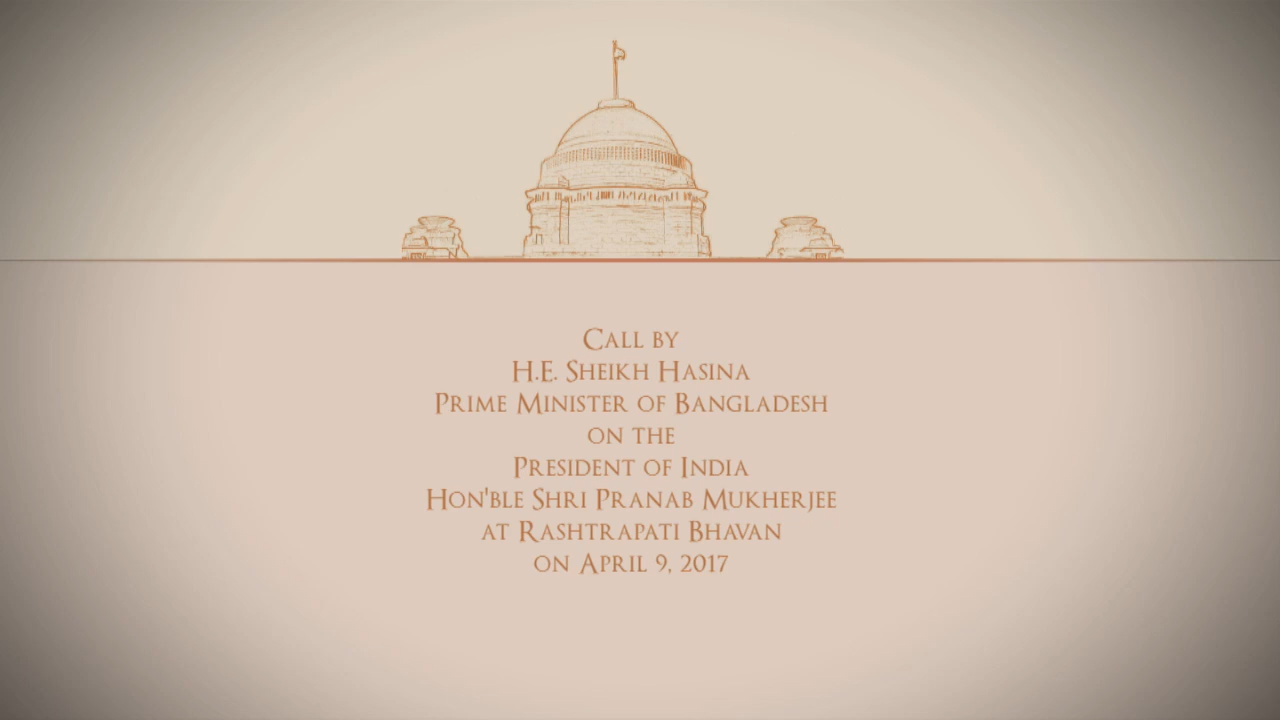 Call by
H.E. Sheikh Hasina
Prime Minister of Bangladesh
on the
President of India
Hon'ble Shri Pranab Mukherjee
at Rashtrapati Bhavan
on April 9, 2017